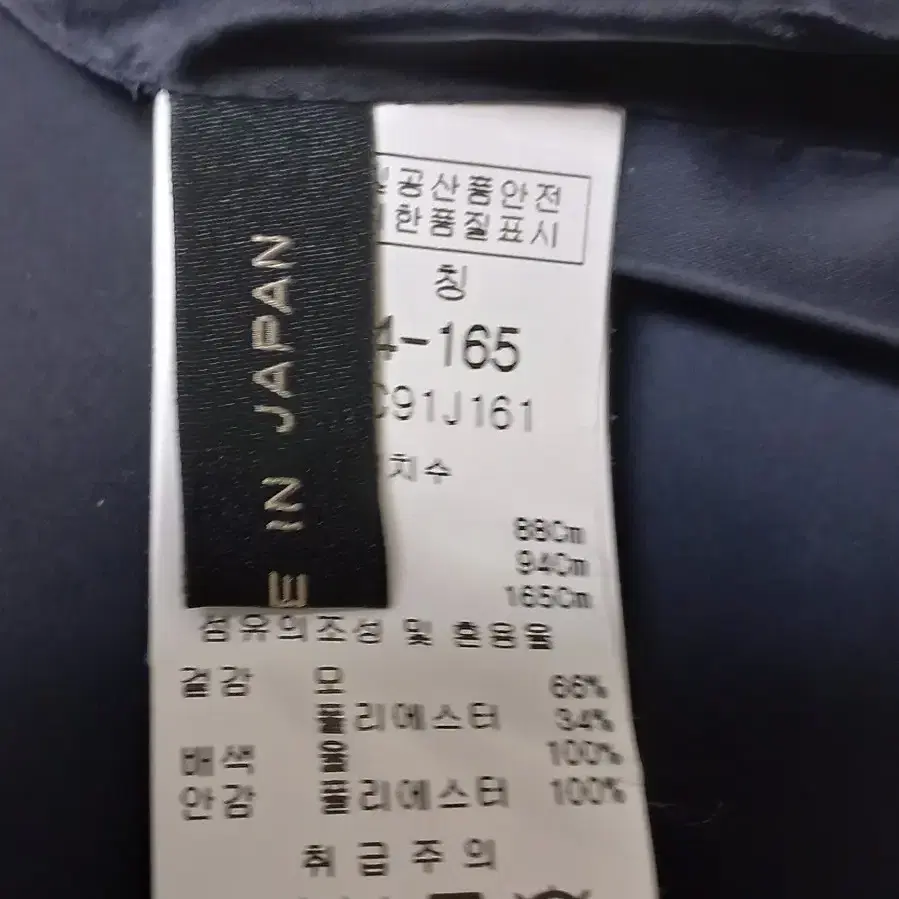 공산품안전
한품질표시
칭
4-165
C91J161
치수
88Cm
94Cm
165Cm
섬유의조성 및 혼용율
겉감 모 66%
폴리에스터 34%
배색 울 100%
안감 폴리에스터 100%
취급주의
E IN JAPAN